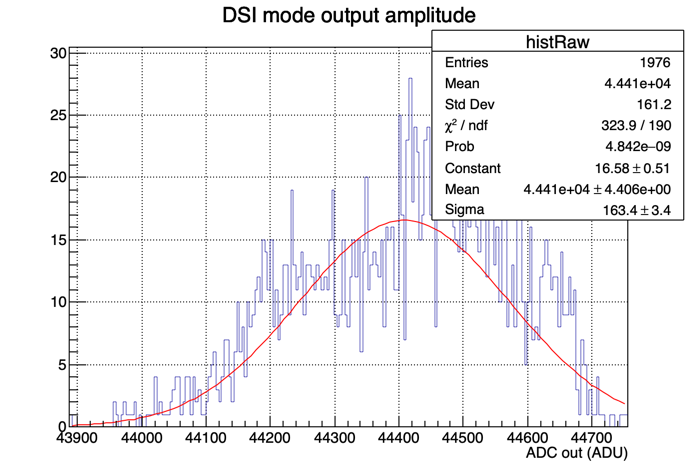 DSI mode output amplitude
histRaw
Entries 1976
Mean 4.441e+04
Std Dev 161.2
χ² / ndf 323.9 / 190
Prob 4.842e−09
Constant 16.58 ± 0.51
Mean 4.441e+04 ± 4.406e+00
Sigma 163.4 ± 3.4
30
25
20
15
10
5
0
43900 44000 44100 44200 44300 44400 44500 44600 44700
ADC out (ADU)